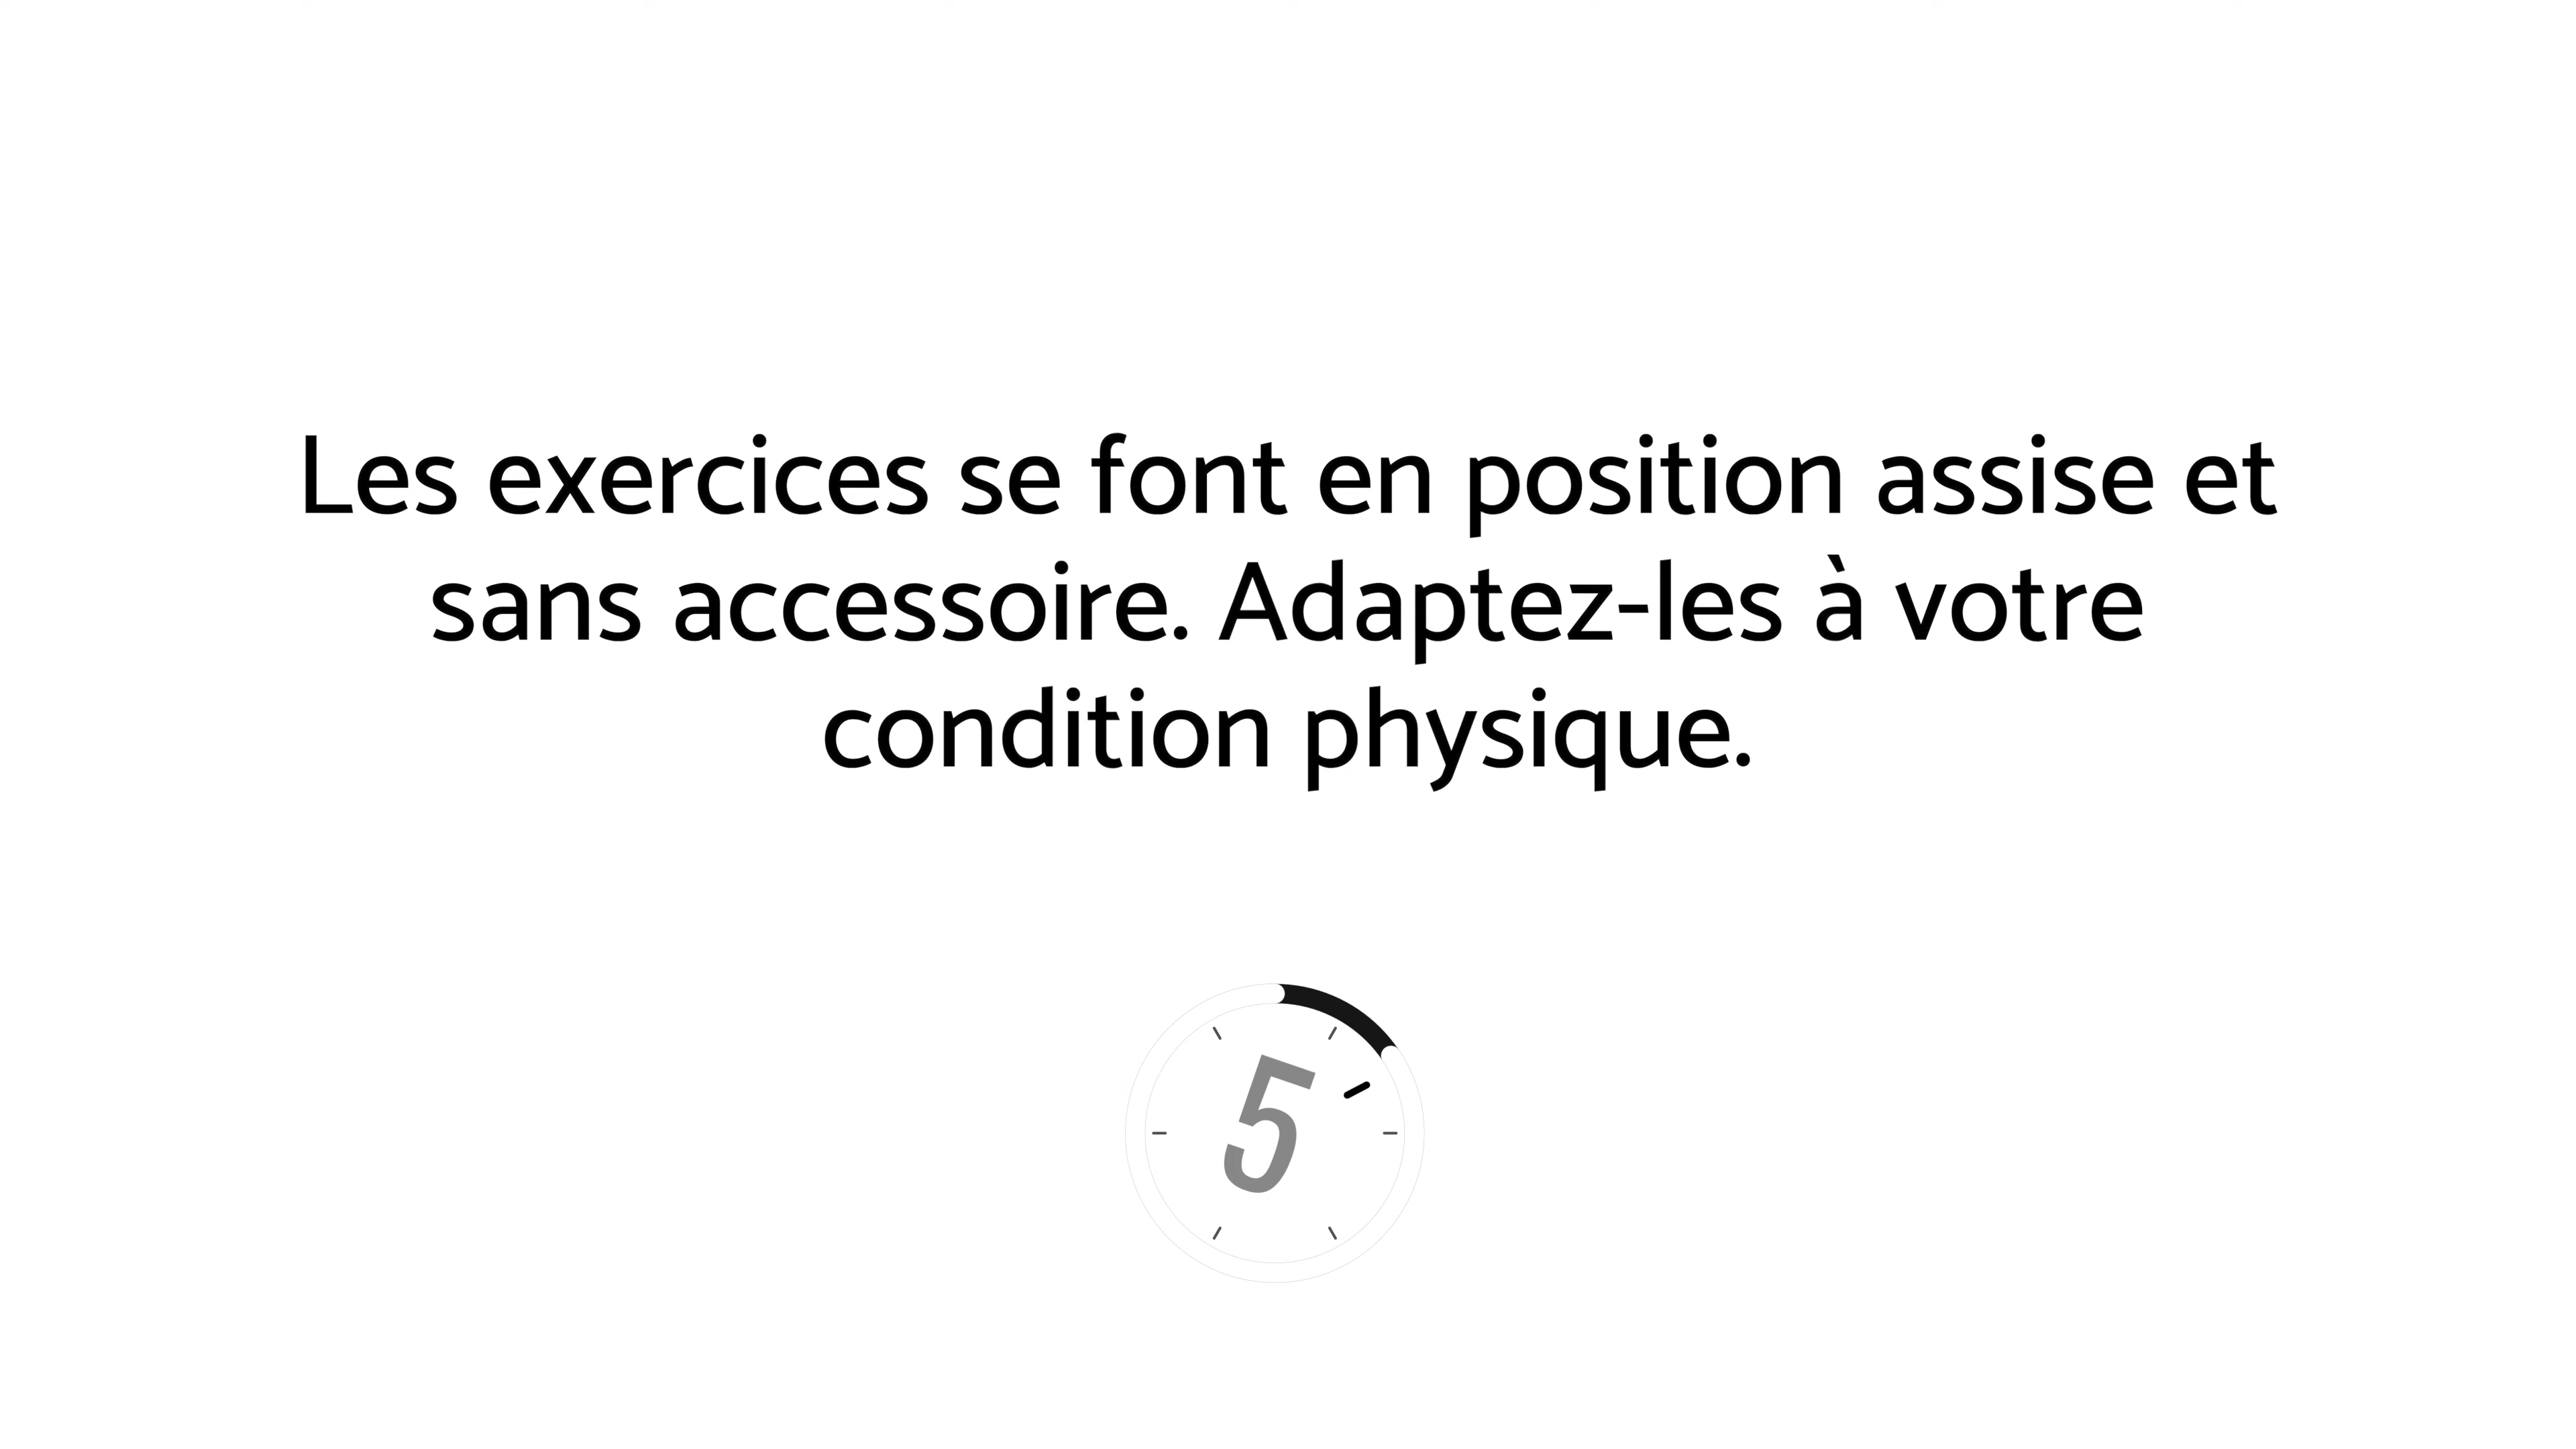 Les exercices se font en position assise et
sans accessoire. Adaptez-les à votre
condition physique.
5